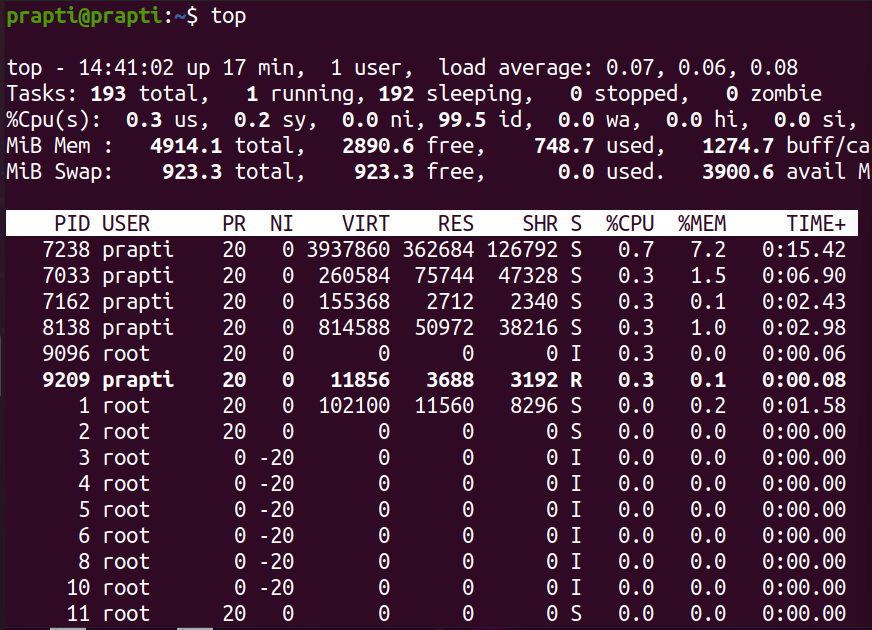 prapti@prapti:~$ top
top - 14:41:02 up 17 min,  1 user,  load average: 0.07, 0.06, 0.08
Tasks: 193 total,   1 running, 192 sleeping,   0 stopped,   0 zombie
%Cpu(s):  0.3 us,  0.2 sy,  0.0 ni, 99.5 id,  0.0 wa,  0.0 hi,  0.0 si,
MiB Mem :   4914.1 total,   2890.6 free,    748.7 used,   1274.7 buff/ca
MiB Swap:    923.3 total,    923.3 free,      0.0 used.   3900.6 avail M
    PID USER      PR  NI    VIRT    RES    SHR S  %CPU  %MEM     TIME+
   7238 prapti    20   0 3937860 362684 126792 S   0.7   7.2   0:15.42
   7033 prapti    20   0  260584  75744  47328 S   0.3   1.5   0:06.90
   7162 prapti    20   0  155368   2712   2340 S   0.3   0.1   0:02.43
   8138 prapti    20   0  814588  50972  38216 S   0.3   1.0   0:02.98
   9096 root      20   0       0      0      0 I   0.3   0.0   0:00.06
   9209 prapti    20   0   11856   3688   3192 R   0.3   0.1   0:00.08
      1 root      20   0  102100  11560   8296 S   0.0   0.2   0:01.58
      2 root      20   0       0      0      0 S   0.0   0.0   0:00.00
      3 root       0 -20       0      0      0 I   0.0   0.0   0:00.00
      4 root       0 -20       0      0      0 I   0.0   0.0   0:00.00
      5 root       0 -20       0      0      0 I   0.0   0.0   0:00.00
      6 root       0 -20       0      0      0 I   0.0   0.0   0:00.00
      8 root       0 -20       0      0      0 I   0.0   0.0   0:00.00
     10 root       0 -20       0      0      0 I   0.0   0.0   0:00.00
     11 root      20   0       0      0      0 S   0.0   0.0   0:00.00